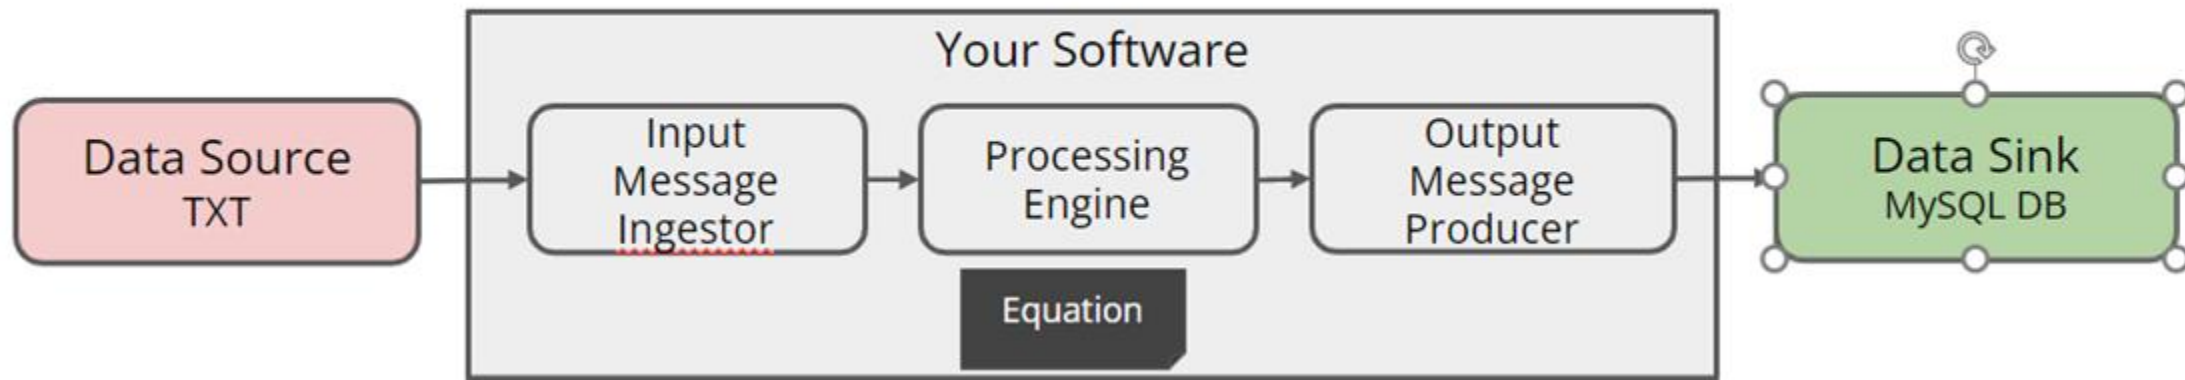 Your Software
Data Source
TXT
Input
Message
Ingestor
Processing
Engine
Output
Message
Producer
Data Sink
MySQL DB
Equation